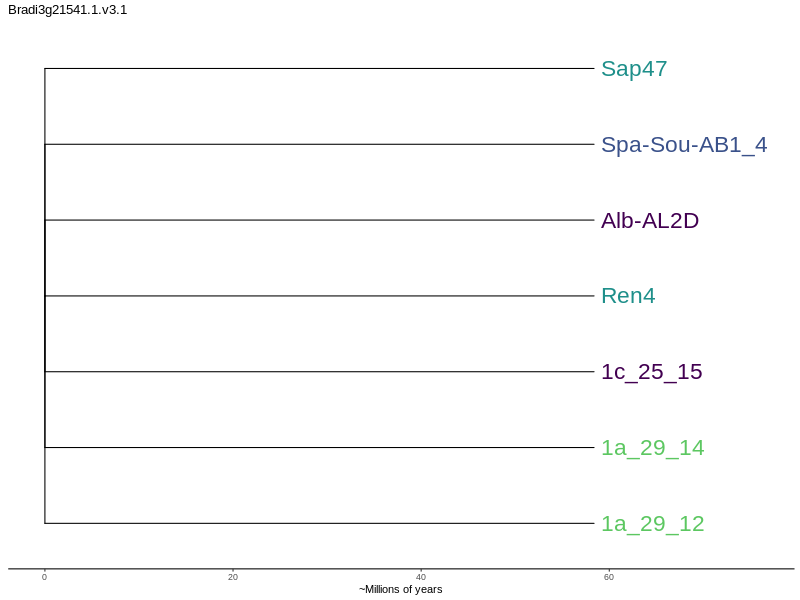 Bradi3g21541.1.v3.1
Sap47
Spa-Sou-AB1_4
Alb-AL2D
Ren4
1c_25_15
1a_29_14
1a_29_12
0 20 40 60
~Millions of years